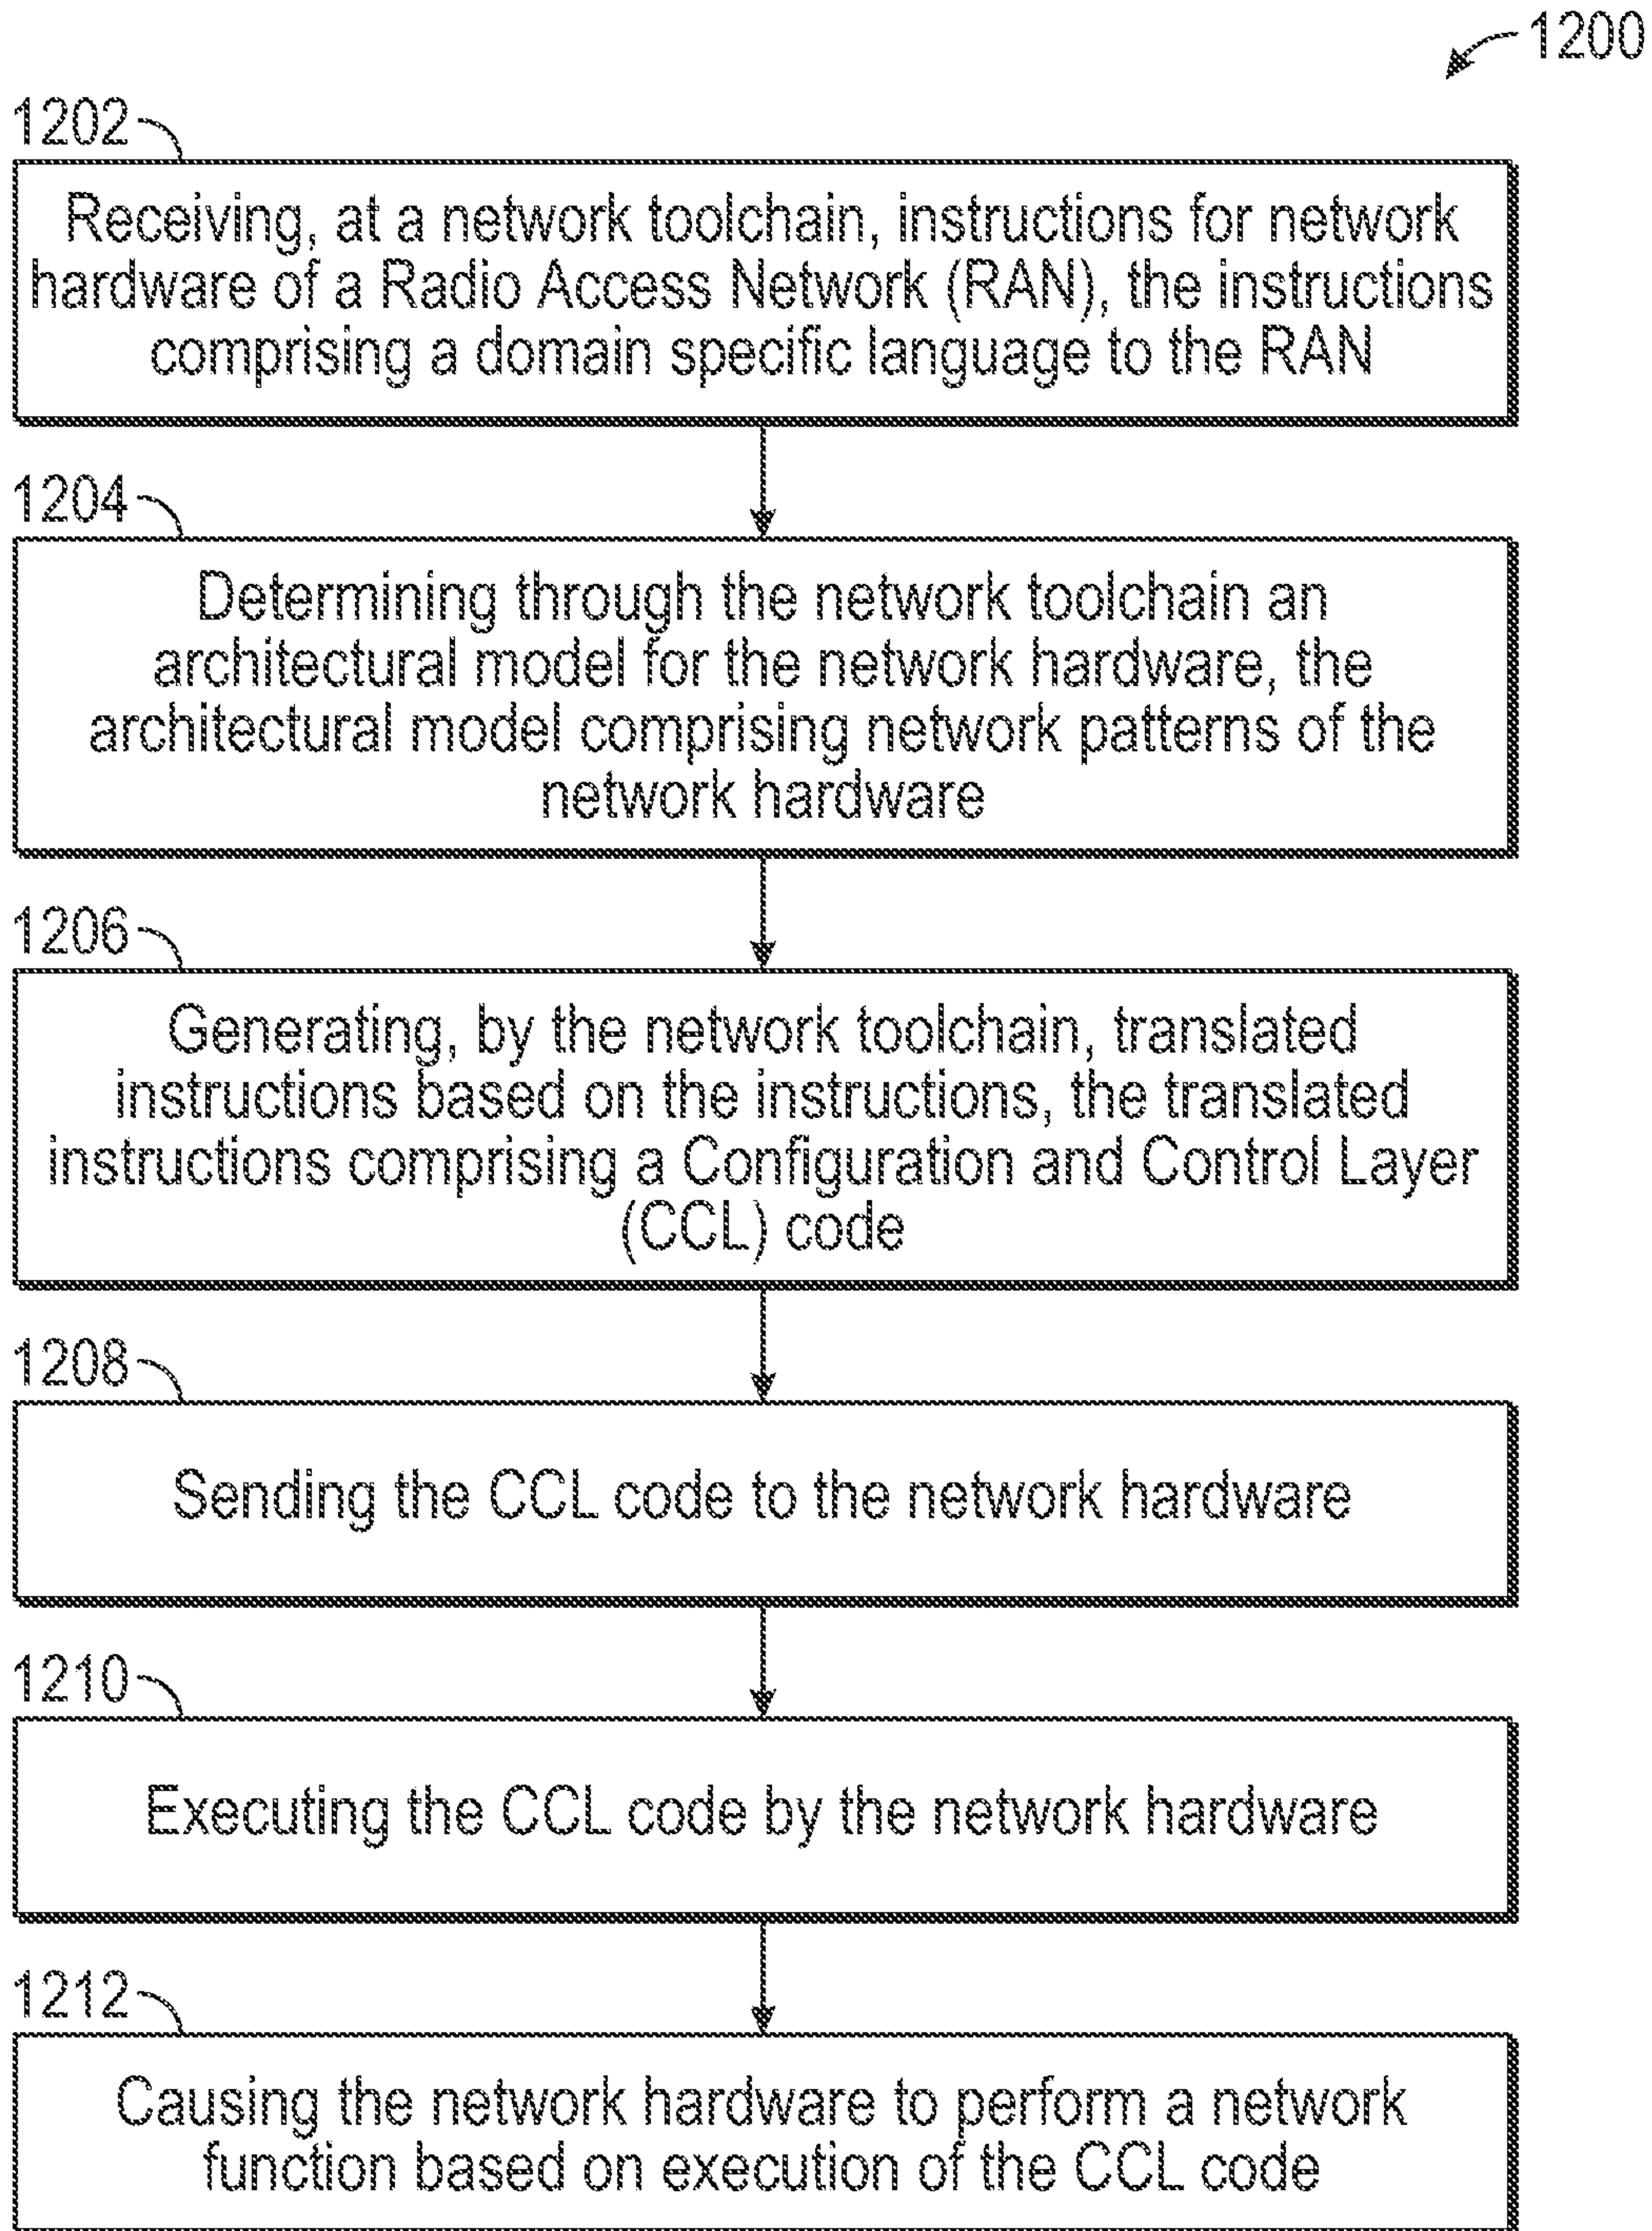 1200
1202
Receiving, at a network toolchain, instructions for network
hardware of a Radio Access Network (RAN), the instructions
comprising a domain specific language to the RAN
1204
Determining through the network toolchain an
architectural model for the network hardware, the
architectural model comprising network patterns of the
network hardware
1206
Generating, by the network toolchain, translated
instructions based on the instructions, the translated
instructions comprising a Configuration and Control Layer
(CCL) code
1208
Sending the CCL code to the network hardware
1210
Executing the CCL code by the network hardware
1212
Causing the network hardware to perform a network
function based on execution of the CCL code